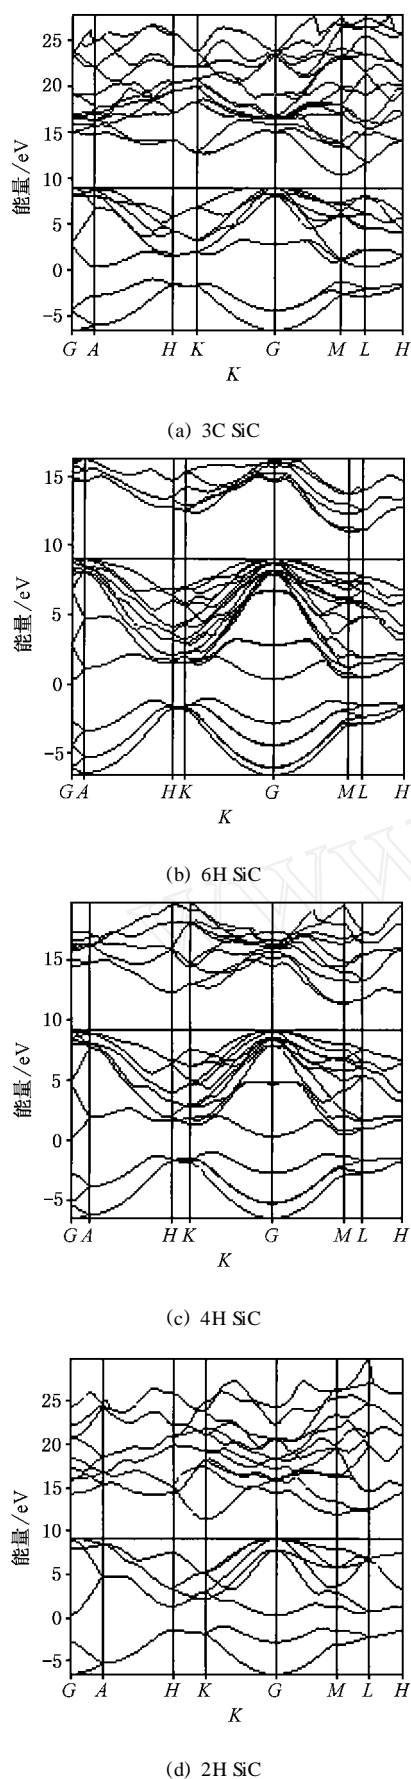 能量/eV
25
20
15
10
5
0
−5
G A H K G M L H
K
(a) 3C SiC
能量/eV
15
10
5
0
−5
G A H K G M L H
K
(b) 6H SiC
能量/eV
15
10
5
0
−5
G A H K G M L H
K
(c) 4H SiC
能量/eV
25
20
15
10
5
0
−5
G A H K G M L H
K
(d) 2H SiC
WWW